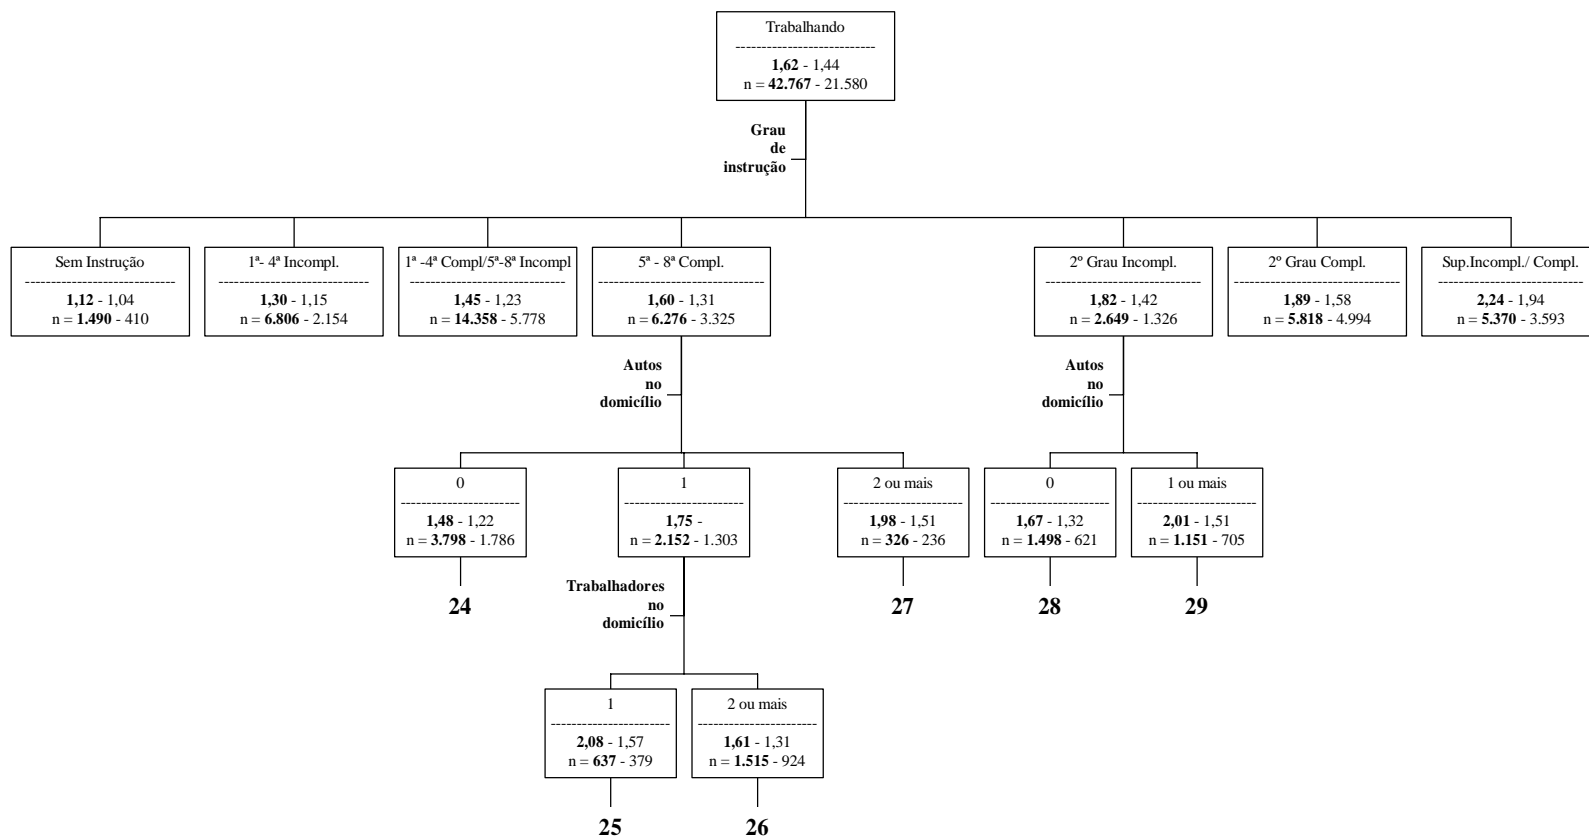 Trabalhando
1,62 - 1,44
n = 42.767 - 21.580
Grau
de
instrução
Sem Instrução
1,12 - 1,04
n = 1.490 - 410
1ª- 4ª Incompl.
1,30 - 1,15
n = 6.806 - 2.154
1ª -4ª Compl/5ª-8ª Incompl
1,45 - 1,23
n = 14.358 - 5.778
5ª - 8ª Compl.
1,60 - 1,31
n = 6.276 - 3.325
2º Grau Incompl.
1,82 - 1,42
n = 2.649 - 1.326
2º Grau Compl.
1,89 - 1,58
n = 5.818 - 4.994
Sup.Incompl./ Compl.
2,24 - 1,94
n = 5.370 - 3.593
Autos
no
domicílio
Autos
no
domicílio
0
1,48 - 1,22
n = 3.798 - 1.786
1
1,75 -
n = 2.152 - 1.303
2 ou mais
1,98 - 1,51
n = 326 - 236
0
1,67 - 1,32
n = 1.498 - 621
1 ou mais
2,01 - 1,51
n = 1.151 - 705
24
Trabalhadores
no
domicílio
27
28
29
1
2,08 - 1,57
n = 637 - 379
2 ou mais
1,61 - 1,31
n = 1.515 - 924
25
26